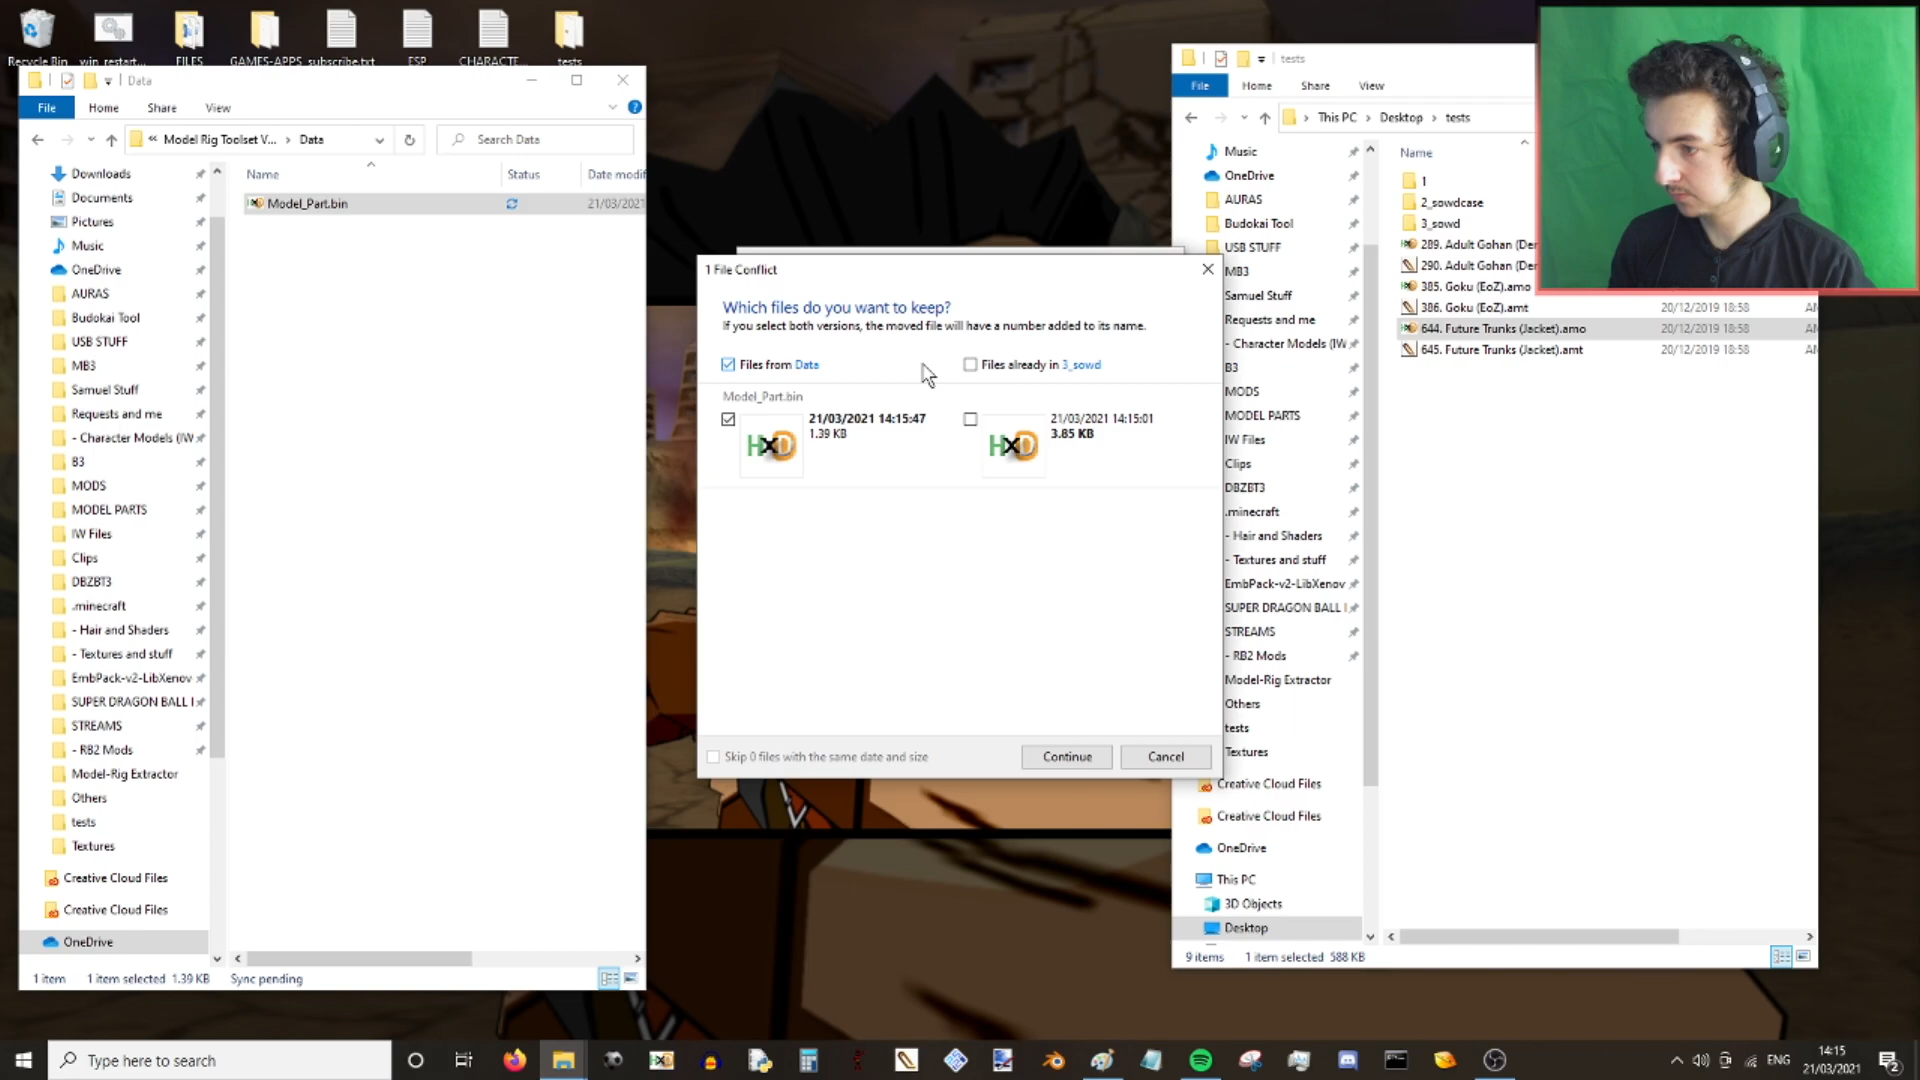 Recycle Bin
win_restart...
FILES
GAMES-APPS
subscribe.txt
ESP
CHARACTE...
tests
Data
File
Home
Share
View
Model Rig Toolset V...
Data
Search Data
Downloads
Documents
Pictures
Music
OneDrive
AURAS
Budokai Tool
USB STUFF
MB3
Samuel Stuff
Requests and me
- Character Models (IW
B3
MODS
MODEL PARTS
IW Files
Clips
DBZBT3
.minecraft
- Hair and Shaders
- Textures and stuff
EmbPack-v2-LibXenov
SUPER DRAGON BALL I
STREAMS
- RB2 Mods
Model-Rig Extractor
Others
tests
Textures
Creative Cloud Files
Creative Cloud Files
OneDrive
Name
Status
Date modif
Model_Part.bin
21/03/2021
1 item
1 item selected 1.39 KB
Sync pending
1 File Conflict
Which files do you want to keep?
If you select both versions, the moved file will have a number added to its name.
Files from Data
Files already in 3_sowd
Model_Part.bin
21/03/2021 14:15:47
1.39 KB
HxD
21/03/2021 14:15:01
3.85 KB
HxD
Skip 0 files with the same date and size
Continue
Cancel
tests
File
Home
Share
View
This PC
Desktop
tests
Music
OneDrive
AURAS
Budokai Tool
USB STUFF
MB3
Samuel Stuff
Requests and me
- Character Models (IW
B3
MODS
MODEL PARTS
IW Files
Clips
DBZBT3
.minecraft
- Hair and Shaders
- Textures and stuff
EmbPack-v2-LibXenov
SUPER DRAGON BALL I
STREAMS
- RB2 Mods
Model-Rig Extractor
Others
tests
Textures
Creative Cloud Files
Creative Cloud Files
OneDrive
This PC
3D Objects
Desktop
Name
1
2_sowdcase
3_sowd
289. Adult Gohan (Der
290. Adult Gohan (Der
385. Goku (EoZ).amo
386. Goku (EoZ).amt
20/12/2019 18:58
AM
644. Future Trunks (Jacket).amo
20/12/2019 18:58
AM
645. Future Trunks (Jacket).amt
20/12/2019 18:58
AM
9 items
1 item selected 588 KB
Type here to search
ENG
14:15
21/03/2021
2